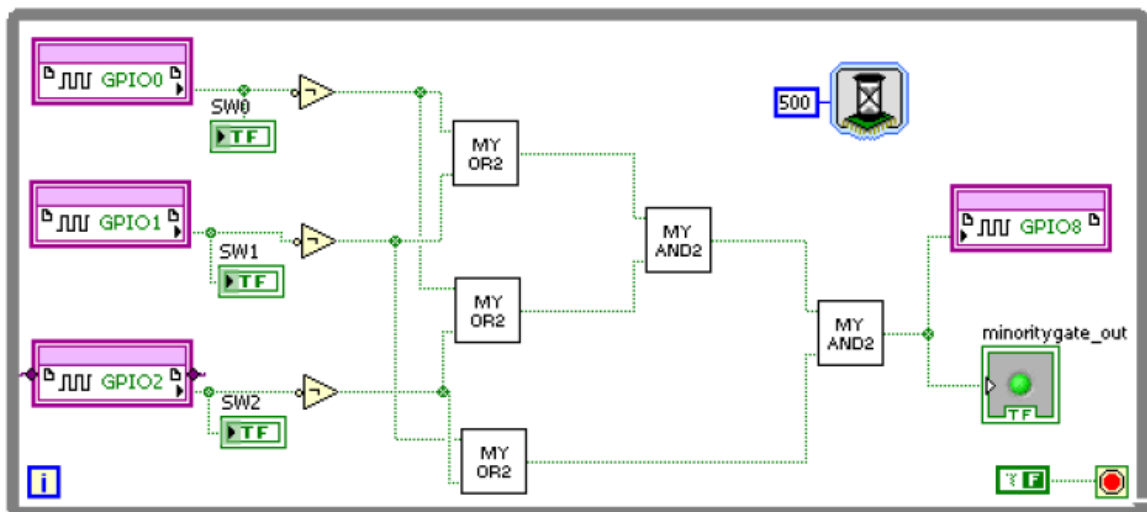 GPIO0
SW0
TF
500
MY
OR2
GPIO1
SW1
TF
MY
AND2
GPIO8
MY
OR2
MY
AND2
minoritygate_out
TF
GPIO2
SW2
TF
MY
OR2
i
F